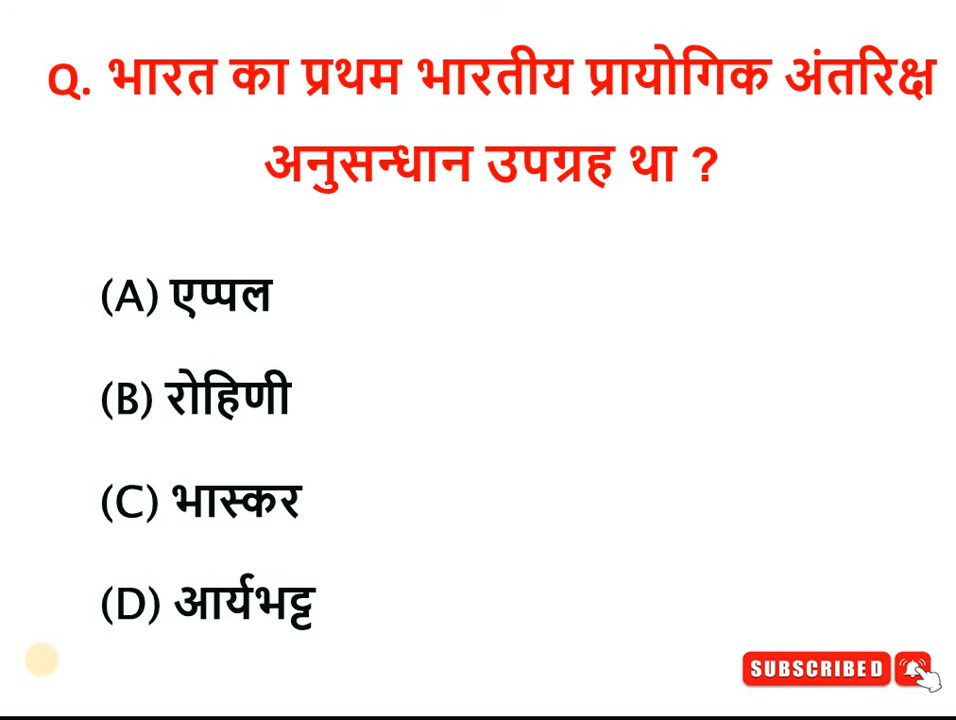 Q. भारत का प्रथम भारतीय प्रायोगिक अंतरिक्ष
अनुसन्धान उपग्रह था ?
(A) एप्पल
(B) रोहिणी
(C) भास्कर
(D) आर्यभट्ट
SUBSCRIBED